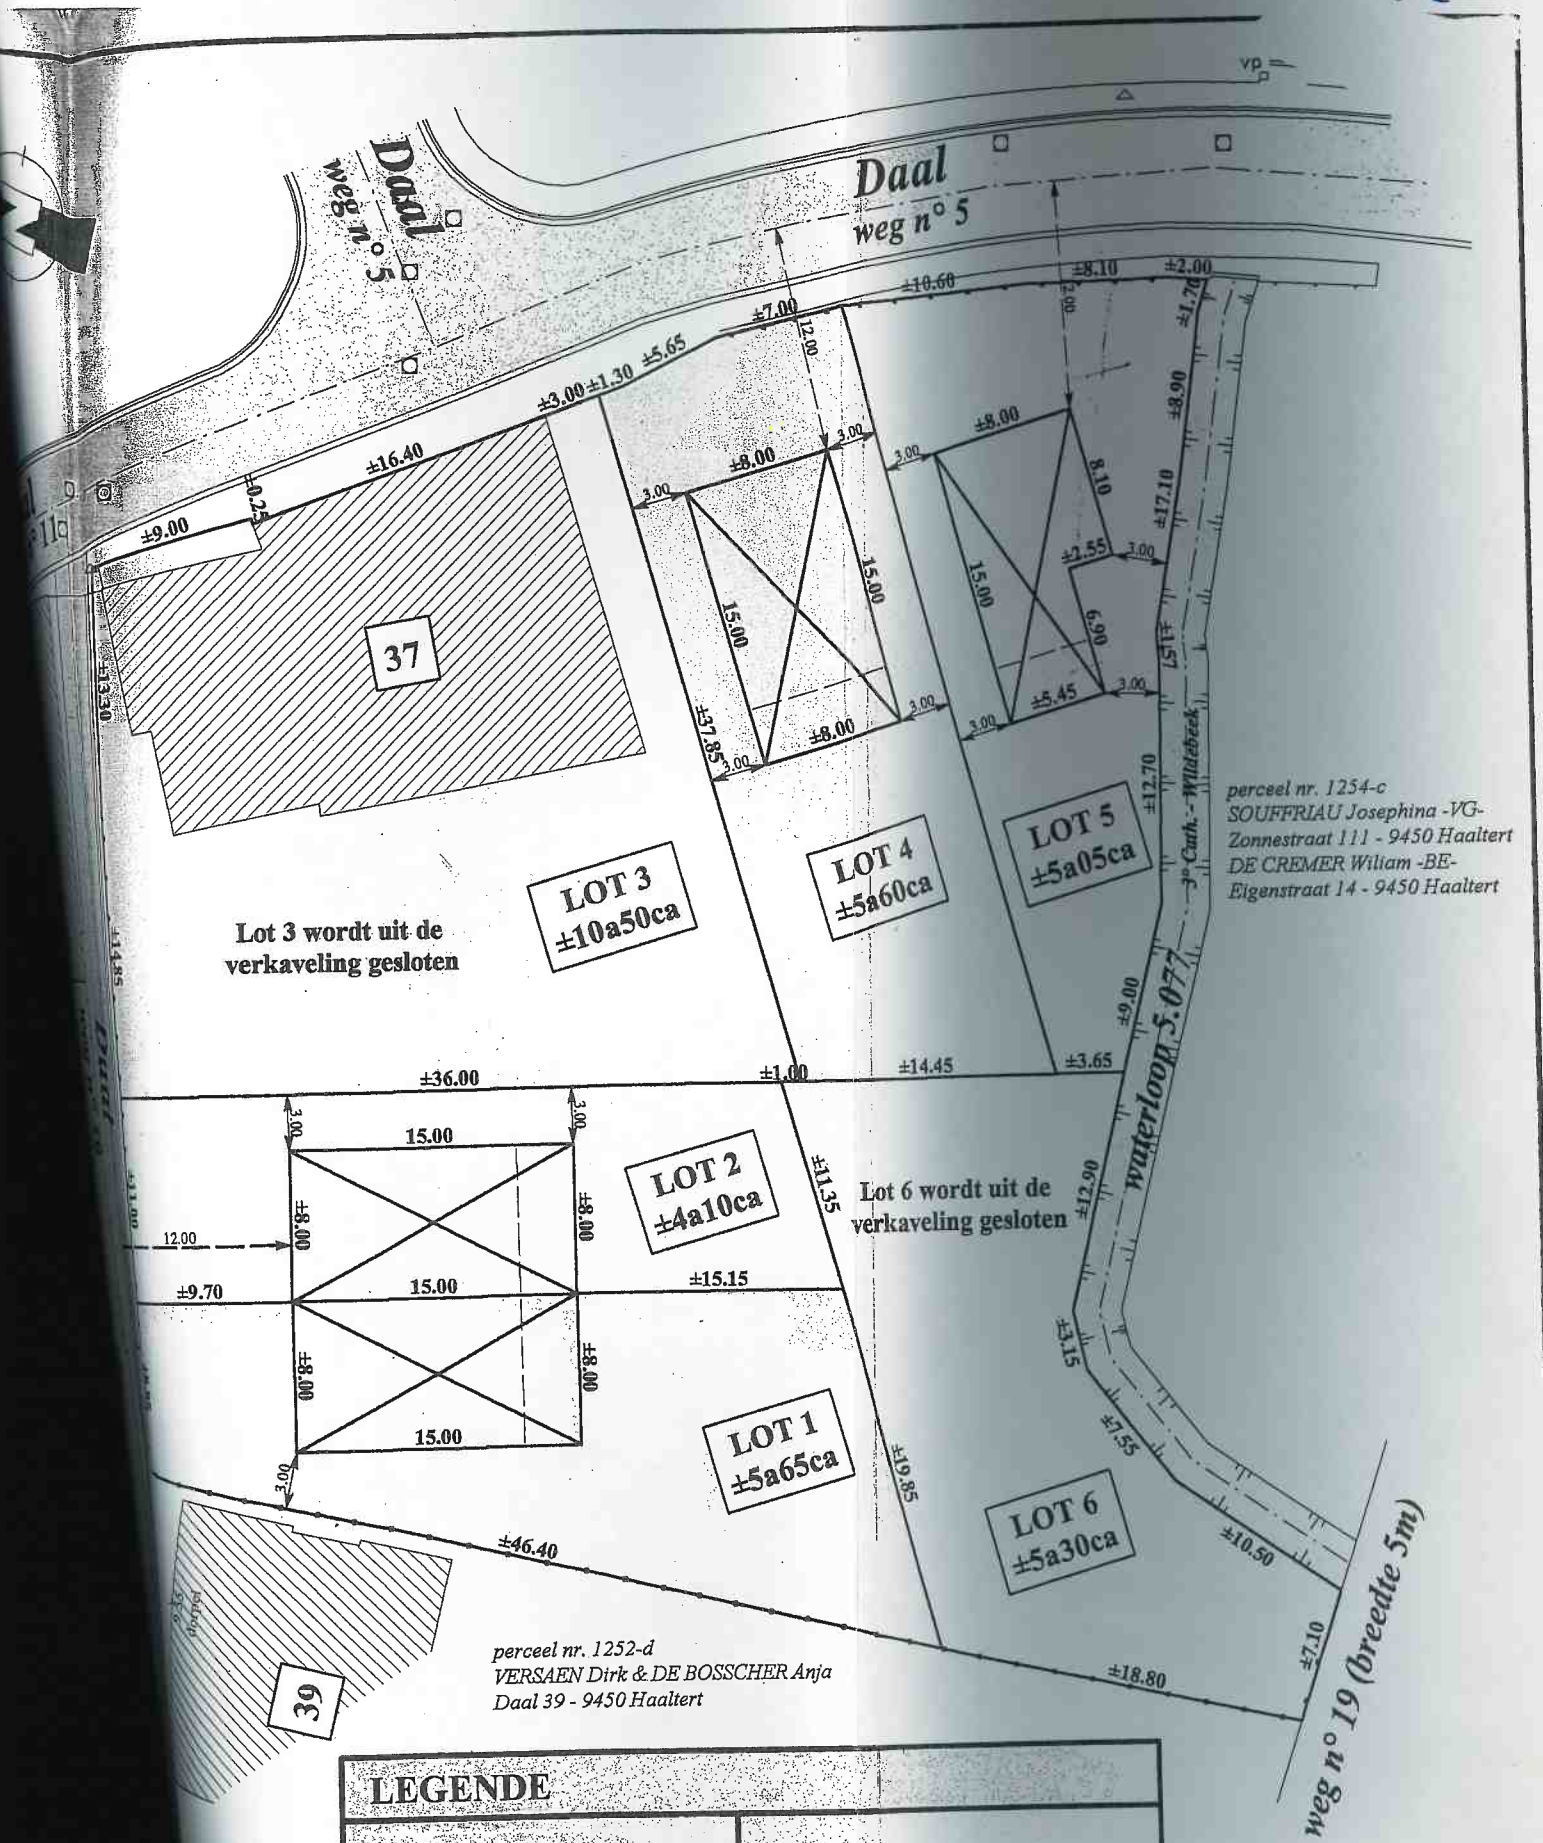 vp
Daal
weg n° 5
Daal
weg n° 5
±2.00
±8.10
±10.60
±1.70
±7.00
12.00
±5.65
±1.30
±3.00
±16.40
±0.25
±9.00
±8.90
±8.00
±8.00
3.00
3.00
3.00
8.10
±17.10
±2.55
3.00
15.00
15.00
15.00
6.90
±1.57
37
±13.30
±37.85
±5.45
3.00
3.00
3.00
±8.00
3.00
±12.70
3° Cath. - Wildebeek
perceel nr. 1254-c
SOUFFRIAU Josephina -VG-
Zonnestraat 111 - 9450 Haaltert
DE CREMER Wiliam -BE-
Eigenstraat 14 - 9450 Haaltert
LOT 5
±5a05ca
LOT 4
±5a60ca
LOT 3
±10a50ca
Lot 3 wordt uit de
verkaveling gesloten
±14.85
±9.00
waterloop 5.077
±36.00
±1.00
±14.45
±3.65
3.00
3.00
15.00
LOT 2
±4a10ca
±11.35
Lot 6 wordt uit de
verkaveling gesloten
±12.90
±8.00
±8.00
12.00
±9.70
15.00
±15.15
±3.15
±8.00
±8.00
15.00
3.00
LOT 1
±5a65ca
±19.85
±7.55
LOT 6
±5a30ca
±10.50
±46.40
±7.10
±18.80
weg n° 19 (breedte 5m)
dorpel
39
perceel nr. 1252-d
VERSAEN Dirk & DE BOSSCHER Anja
Daal 39 - 9450 Haaltert
LEGENDE